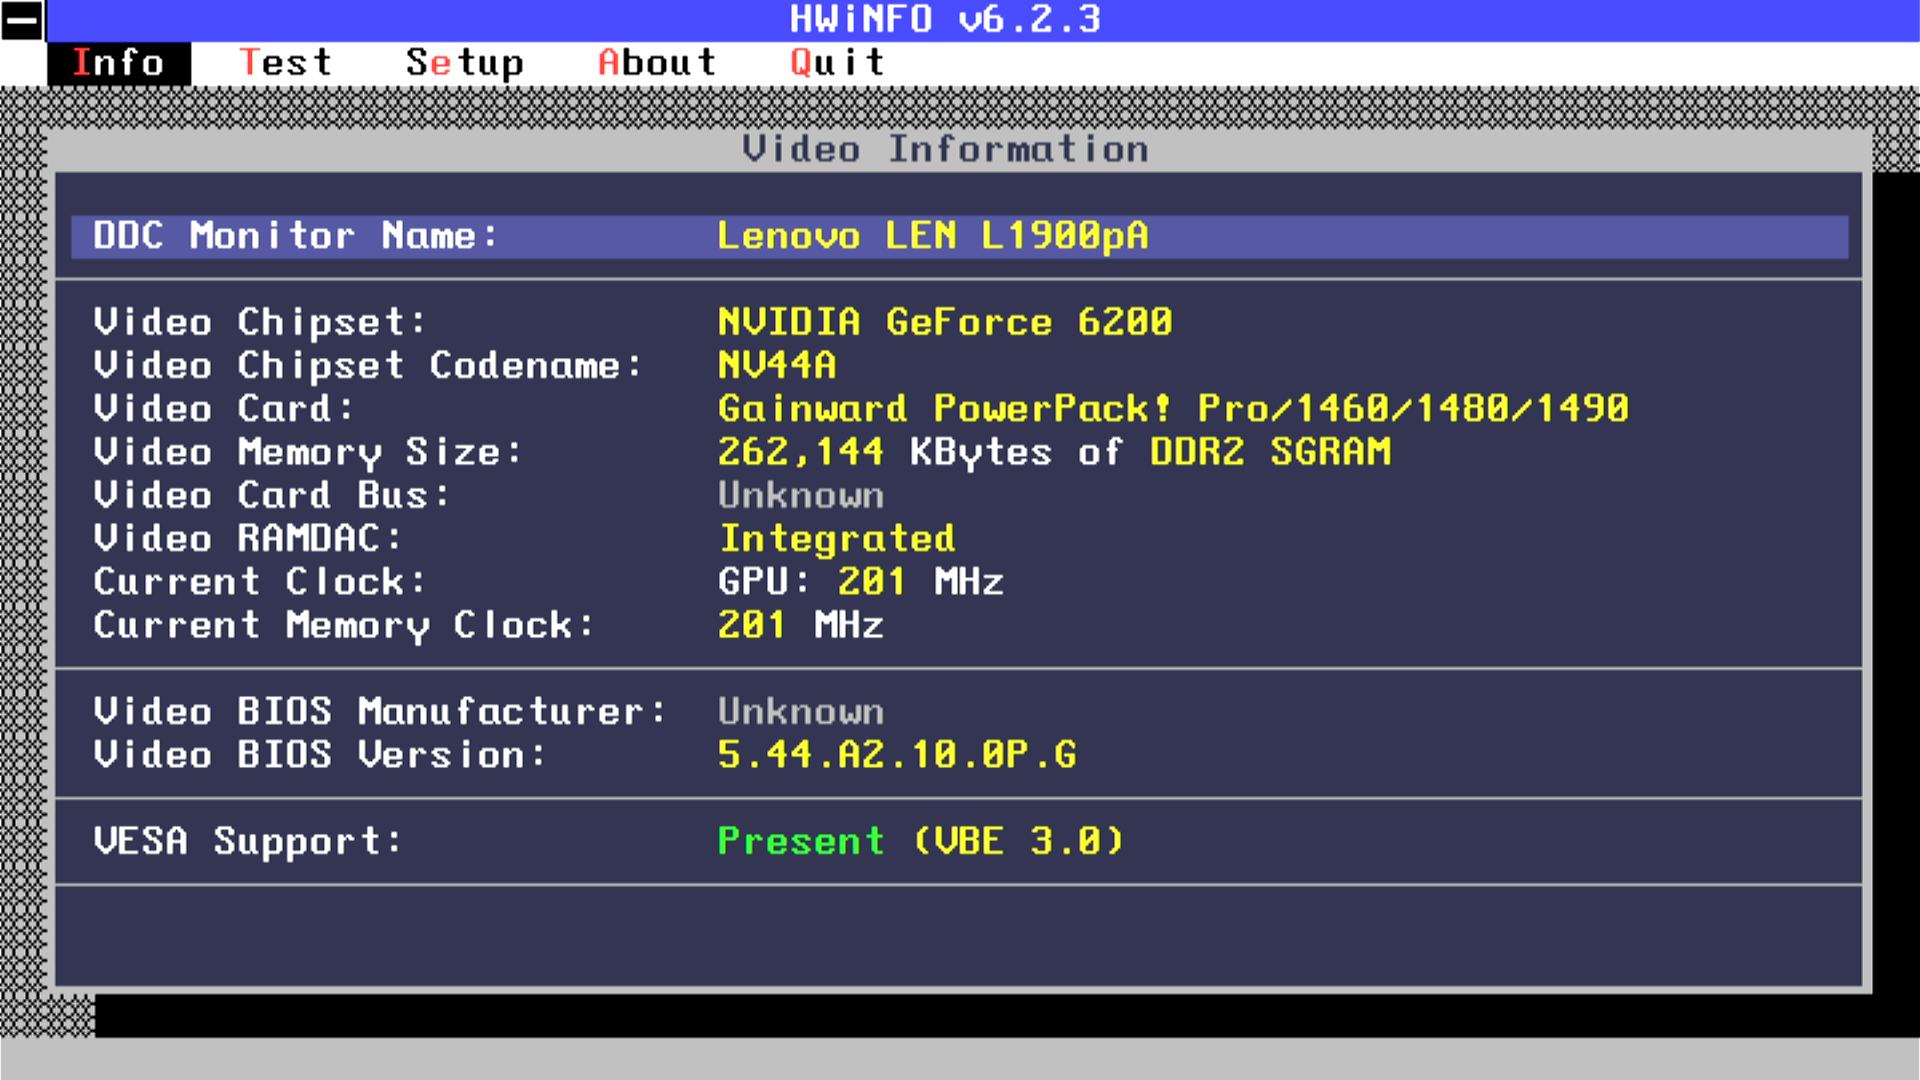 HWiNFO v6.2.3
Info Test Setup About Quit
Video Information
DDC Monitor Name: Lenovo LEN L1900pA
Video Chipset: NVIDIA GeForce 6200
Video Chipset Codename: NV44A
Video Card: Gainward PowerPack! Pro/1460/1480/1490
Video Memory Size: 262,144 KBytes of DDR2 SGRAM
Video Card Bus: Unknown
Video RAMDAC: Integrated
Current Clock: GPU: 201 MHz
Current Memory Clock: 201 MHz
Video BIOS Manufacturer: Unknown
Video BIOS Version: 5.44.A2.10.0P.G
VESA Support: Present (VBE 3.0)